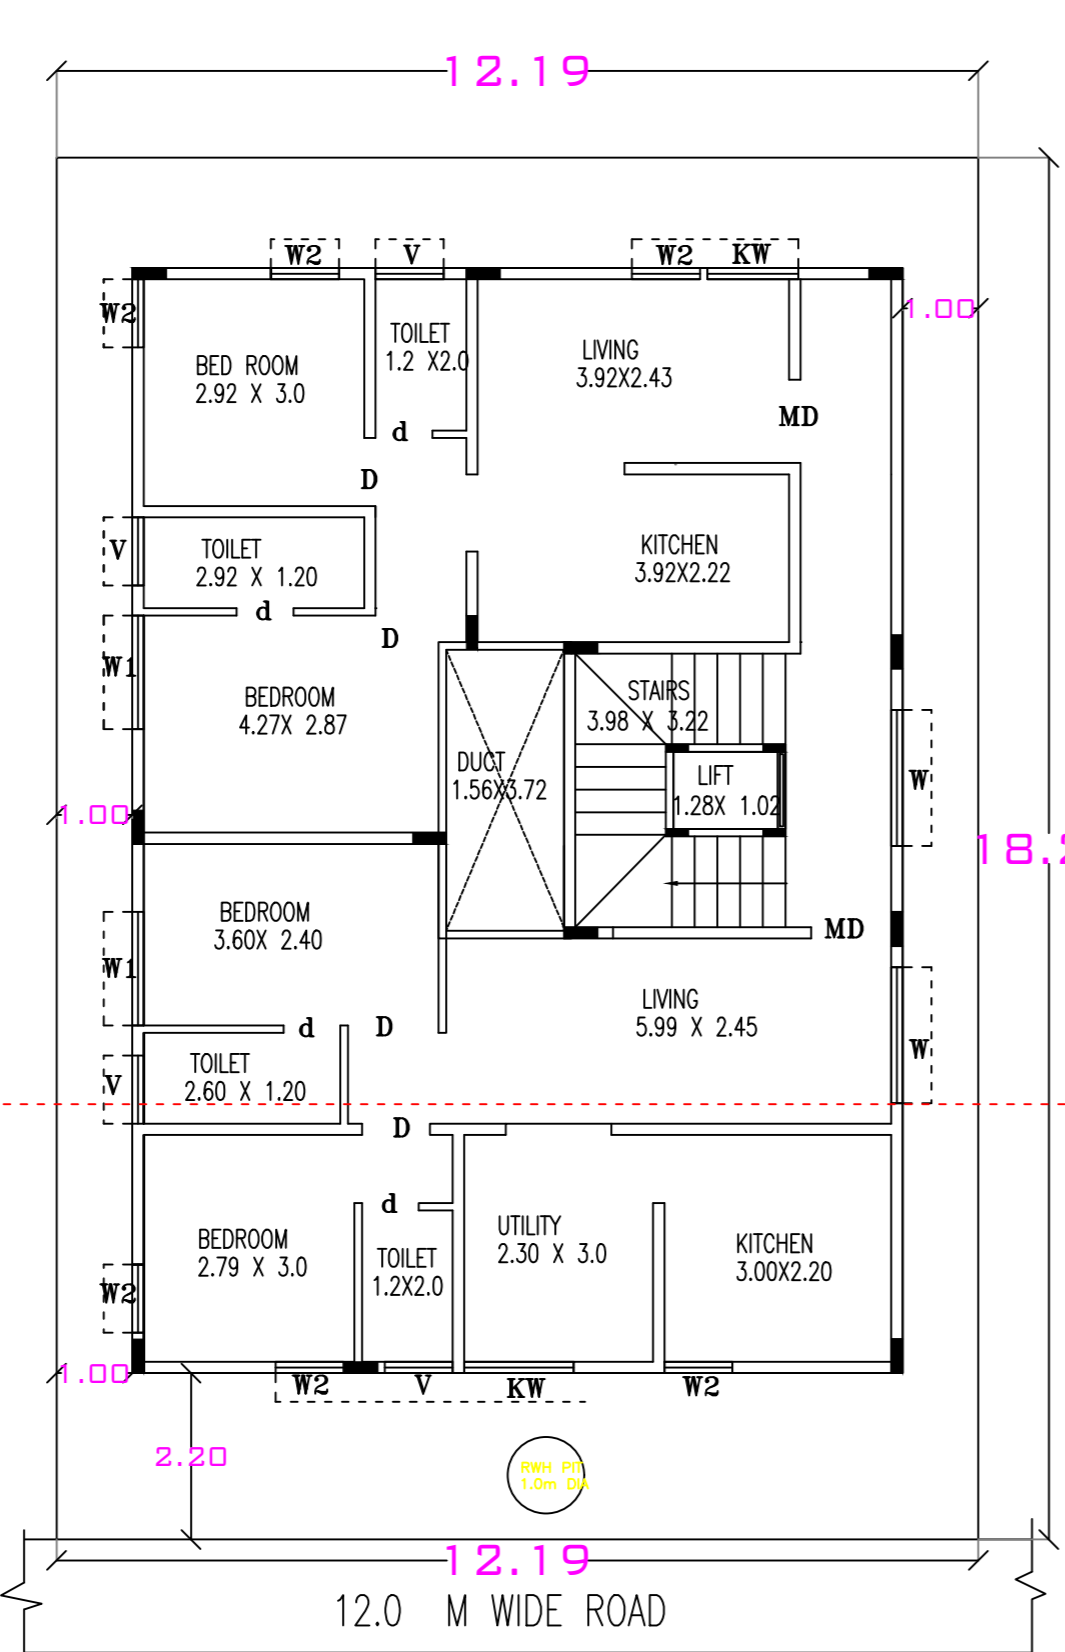 12.19
W2 V W2 KW
W2
1.00
TOILET
1.2 X2.0
LIVING
3.92X2.43
BED ROOM
2.92 X 3.0
MD
d
D
V
TOILET
2.92 X 1.20
KITCHEN
3.92X2.22
d
D
W1
BEDROOM
4.27X 2.87
STAIRS
3.98 X 3.22
DUCT
1.56X3.72
LIFT
1.28X 1.02
W
1.00
BEDROOM
3.60X 2.40
MD
W1
LIVING
5.99 X 2.45
d
D
W
V
TOILET
2.60 X 1.20
D
d
BEDROOM
2.79 X 3.0
TOILET
1.2X2.0
UTILITY
2.30 X 3.0
KITCHEN
3.00X2.20
W2
1.00
W2 V KW W2
2.20
RWH PIT
1.0m DIA
12.19
12.0 M WIDE ROAD